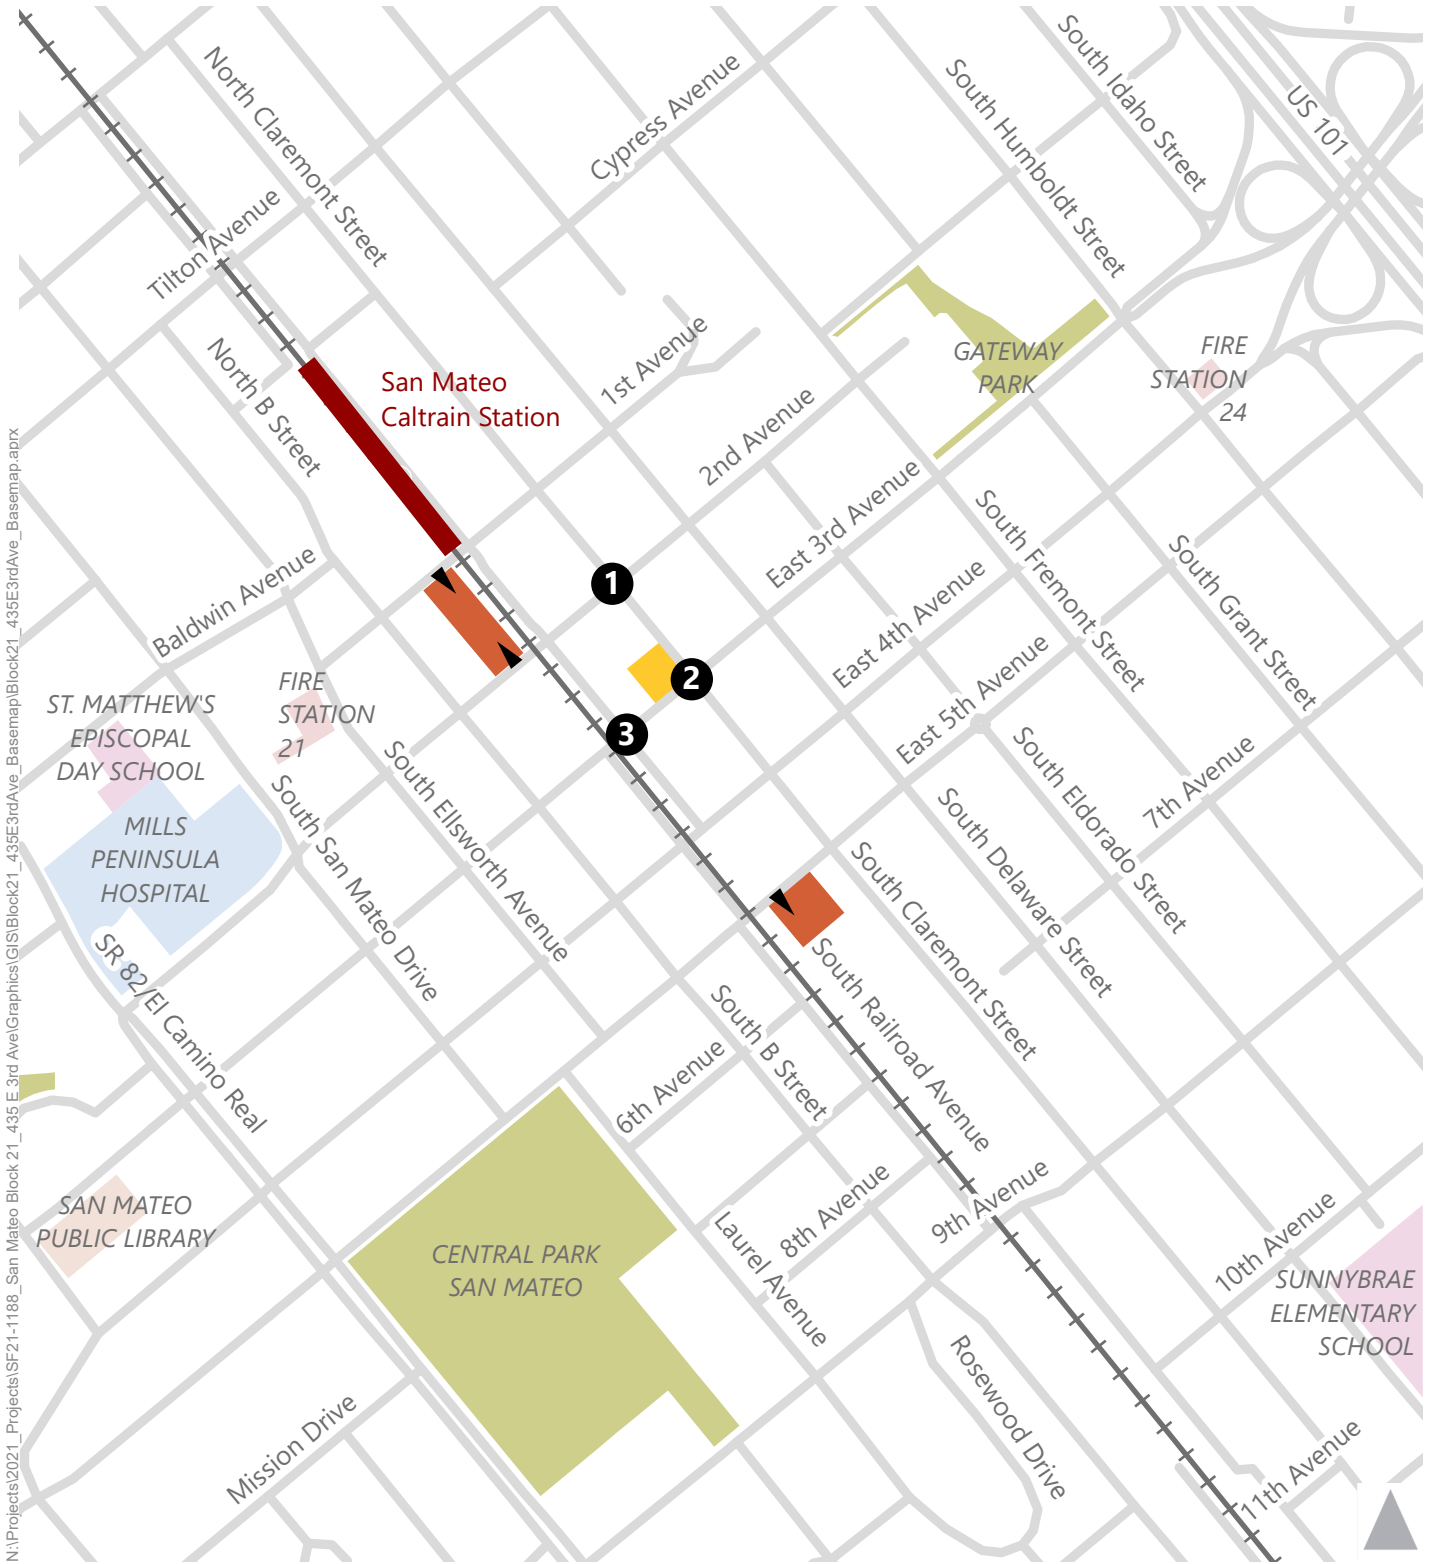 North Claremont Street
Cypress Avenue
South Humboldt Street
South Idaho Street
US 101
Tilton Avenue
North B Street
San Mateo
Caltrain Station
1st Avenue
2nd Avenue
GATEWAY
PARK
FIRE
STATION
24
East 3rd Avenue
South Fremont Street
South Grant Street
Baldwin Avenue
1
2
3
East 4th Avenue
East 5th Avenue
FIRE
STATION
21
ST. MATTHEW'S
EPISCOPAL
DAY SCHOOL
MILLS
PENINSULA
HOSPITAL
South San Mateo Drive
South Ellsworth Avenue
South Eldorado Street
7th Avenue
South Delaware Street
South Claremont Street
South Railroad Avenue
SR 82/El Camino Real
South B Street
6th Avenue
SAN MATEO
PUBLIC LIBRARY
CENTRAL PARK
SAN MATEO
Laurel Avenue
8th Avenue
9th Avenue
10th Avenue
SUNNYBRAE
ELEMENTARY
SCHOOL
Rosewood Drive
Mission Drive
11th Avenue
N:\Projects\2021_Projects\SF21-1188_San Mateo Block 21_435 E 3rd Ave\Graphics\GIS\Block21_435E3rdAve_Basemap\Block21_435E3rdAve_Basemap.aprx